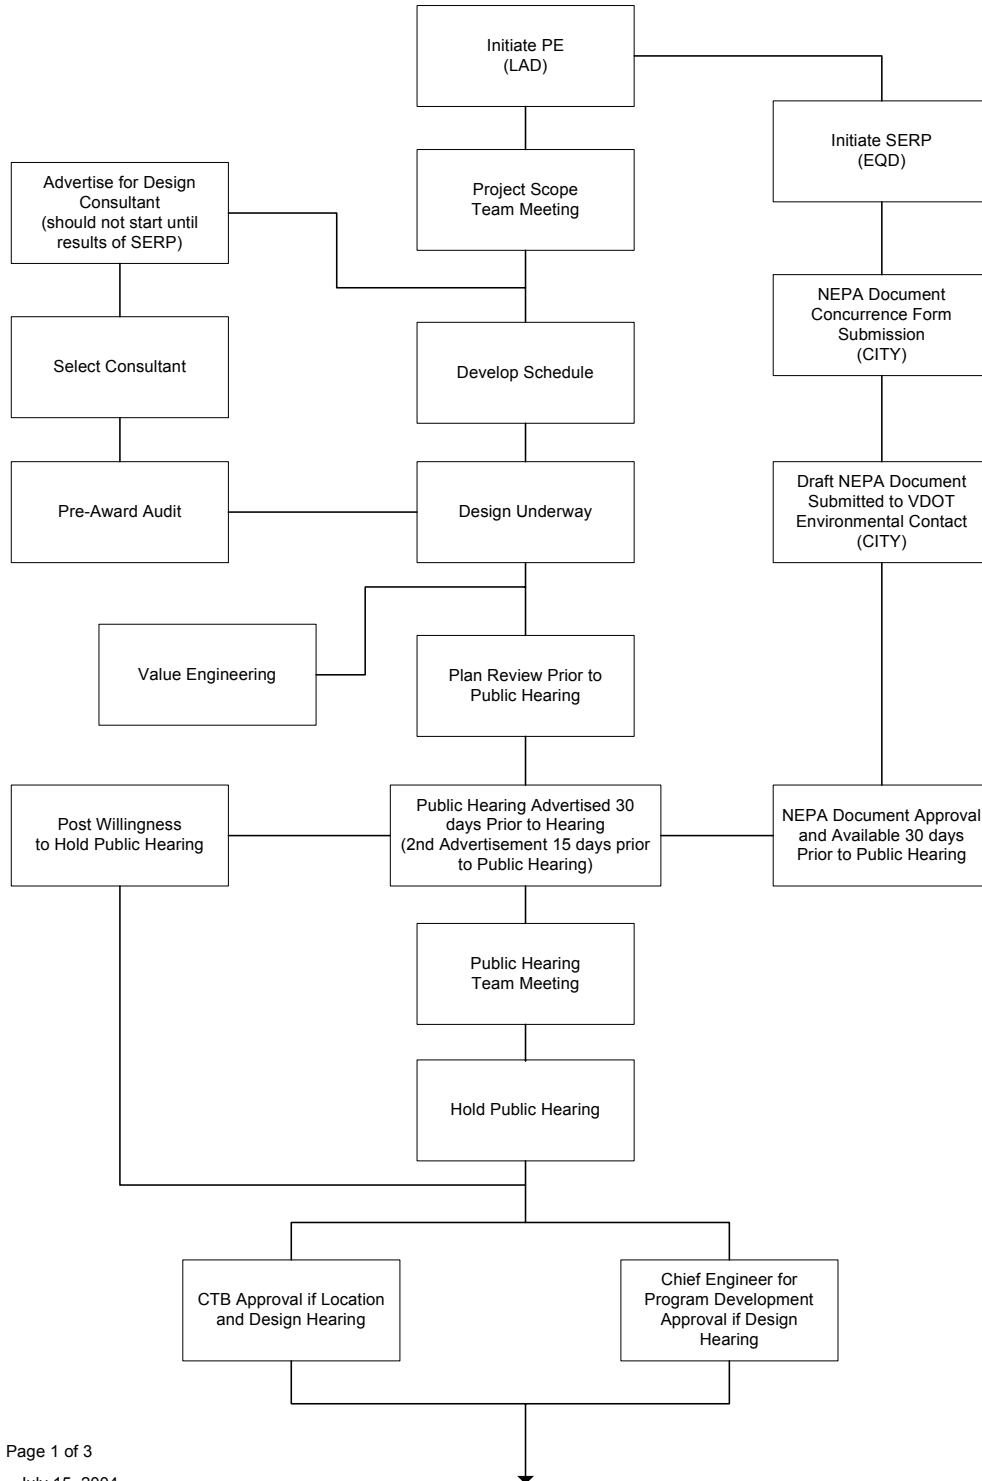 Initiate PE
(LAD)
Initiate SERP
(EQD)
Advertise for Design
Consultant
(should not start until
results of SERP)
Project Scope
Team Meeting
NEPA Document
Concurrence Form
Submission
(CITY)
Select Consultant
Develop Schedule
Pre-Award Audit
Design Underway
Draft NEPA Document
Submitted to VDOT
Environmental Contact
(CITY)
Value Engineering
Plan Review Prior to
Public Hearing
Post Willingness
to Hold Public Hearing
Public Hearing Advertised 30
days Prior to Hearing
(2nd Advertisement 15 days prior
to Public Hearing)
NEPA Document Approval
and Available 30 days
Prior to Public Hearing
Public Hearing
Team Meeting
Hold Public Hearing
CTB Approval if Location
and Design Hearing
Chief Engineer for
Program Development
Approval if Design
Hearing
Page 1 of 3
July 15, 2004